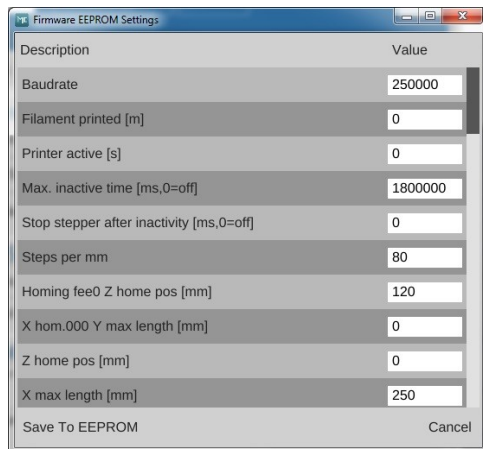 MC Firmware EEPROM Settings
Description Value
Baudrate 250000
Filament printed [m] 0
Printer active [s] 0
Max. inactive time [ms,0=off] 1800000
Stop stepper after inactivity [ms,0=off] 0
Steps per mm 80
Homing fee0 Z home pos [mm] 120
X hom.000 Y max length [mm] 0
Z home pos [mm] 0
X max length [mm] 250
Save To EEPROM Cancel